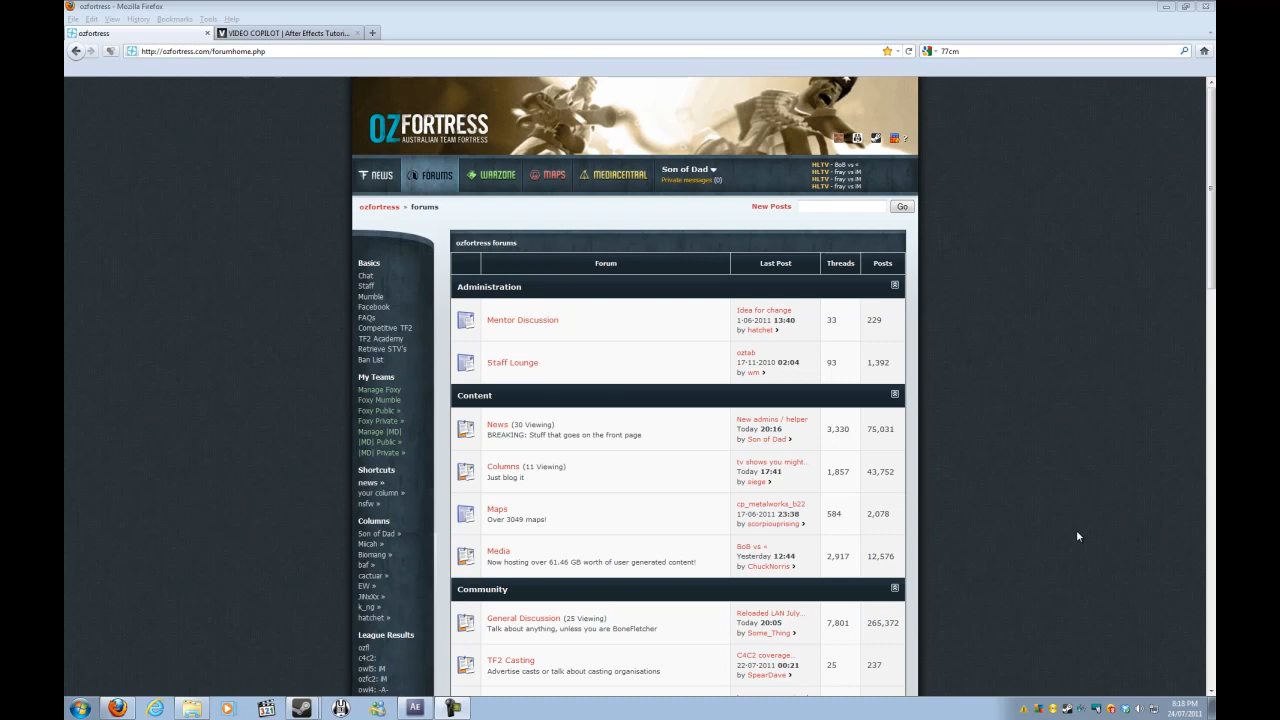 ozfortress - Mozilla Firefox
File Edit View History Bookmarks Tools Help
ozfortress × VIDEO COPILOT | After Effects Tutori... × +
http://ozfortress.com/forumhome.php 77cm
OZFORTRESS
AUSTRALIAN TEAM FORTRESS
NEWS FORUMS WARZONE MAPS MEDIACENTRAL
Son of Dad
Private messages (0)
HLTV - BoB vs <
HLTV - fray vs iM
HLTV - fray vs iM
HLTV - fray vs iM
ozfortress » forums
New Posts Go
Basics
Chat
Staff
Mumble
Facebook
FAQs
Competitive TF2
TF2 Academy
Retrieve STV's
Ban List
My Teams
Manage Foxy
Foxy Mumble
Foxy Public »
Foxy Private »
Manage |MD|
|MD| Public »
|MD| Private »
Shortcuts
news »
your column »
nsfw »
Columns
Son of Dad »
Miicah »
Biomang »
baf »
cactuar »
EW »
JiNxXx »
k_ng »
hatchet »
League Results
ozfl
c4c2:
owl5: iM
ozfc2: iM
owl4: -A-
ozfortress forums
Forum Last Post Threads Posts
Administration
Mentor Discussion
Idea for change
1-06-2011 13:40
by hatchet
33 229
Staff Lounge
oztab
17-11-2010 02:04
by wm
93 1,392
Content
News (30 Viewing)
BREAKING: Stuff that goes on the front page
New admins / helper
Today 20:16
by Son of Dad
3,330 75,031
Columns (11 Viewing)
Just blog it
tv shows you might..
Today 17:41
by siege
1,857 43,752
Maps
Over 3049 maps!
cp_metalworks_b22
17-06-2011 23:38
by scorpiouprising
584 2,078
Media
Now hosting over 61.46 GB worth of user generated content!
BoB vs <
Yesterday 12:44
by ChuckNorris
2,917 12,576
Community
General Discussion (25 Viewing)
Talk about anything, unless you are BoneFletcher
Reloaded LAN July...
Today 20:05
by Some_Thing
7,801 265,372
TF2 Casting
Advertise casts or talk about casting organisations
C4C2 coverage...
22-07-2011 00:21
by SpearDave
25 237
Ae
8:18 PM
24/07/2011